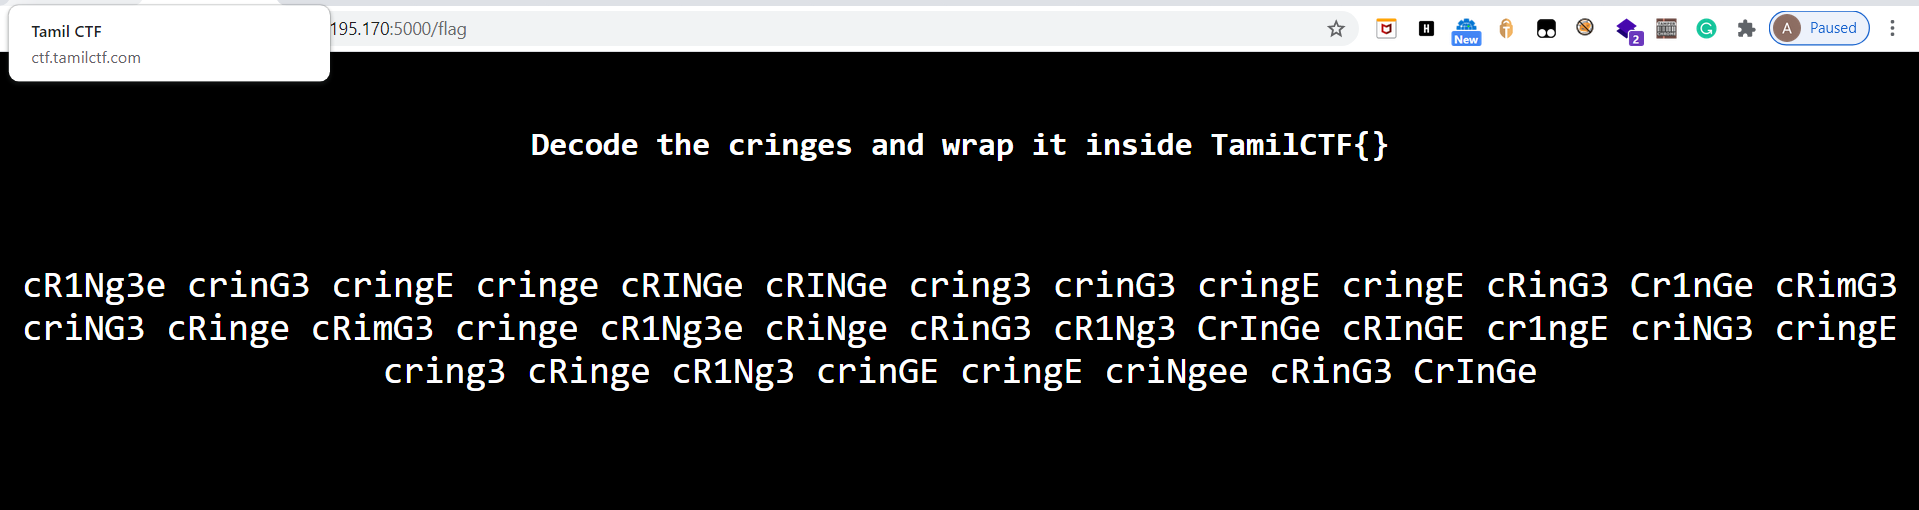 Tamil CTF
ctf.tamilctf.com
195.170:5000/flag
New
2
A Paused
Decode the cringes and wrap it inside TamilCTF{}
cR1Ng3e crinG3 cringE cringe cRINGe cRINGe cring3 crinG3 cringE cringE cRinG3 Cr1nGe cRimG3
criNG3 cRinge cRimG3 cringe cR1Ng3e cRiNge cRinG3 cR1Ng3 CrInGe cRInGE cr1ngE criNG3 cringE
cring3 cRinge cR1Ng3 crinGE cringE criNgee cRinG3 CrInGe